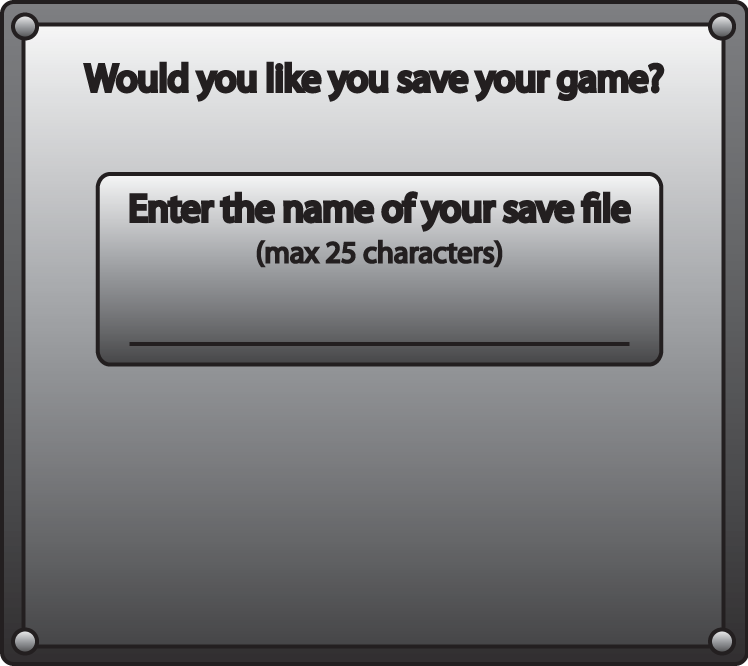 Would you like you save your game?
Enter the name of your save file
(max 25 characters)